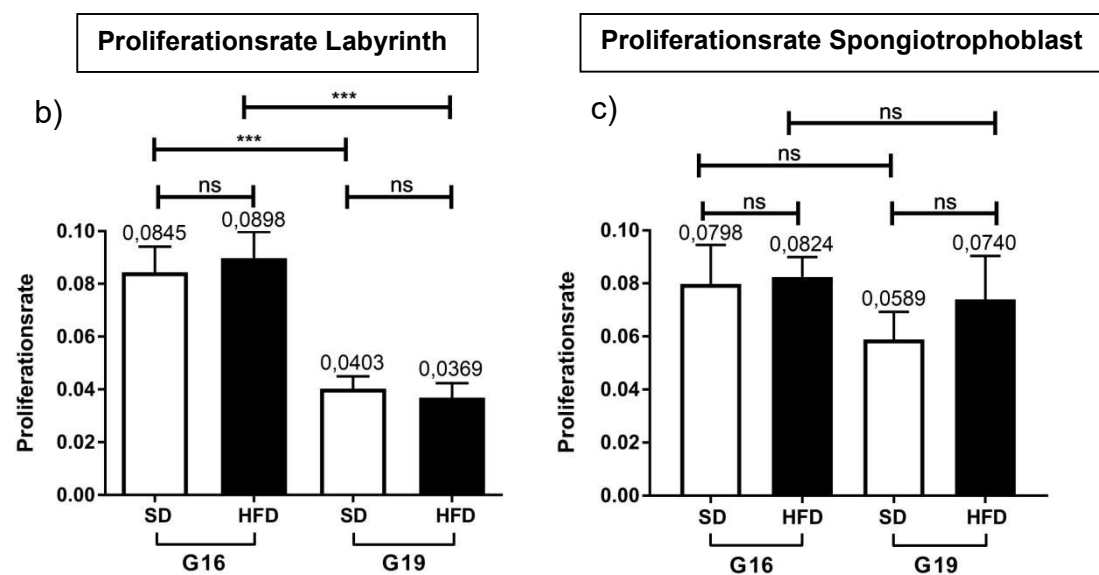 Proliferationsrate Labyrinth
b)
***
***
ns
ns
0,0845
0,0898
0,0403
0,0369
0.10
0.08
0.06
0.04
0.02
0.00
Proliferationsrate
SD HFD SD HFD
G16 G19
Proliferationsrate Spongiotrophoblast
c)
ns
ns
ns
ns
0,0798
0,0824
0,0589
0,0740
0.10
0.08
0.06
0.04
0.02
0.00
Proliferationsrate
SD HFD SD HFD
G16 G19